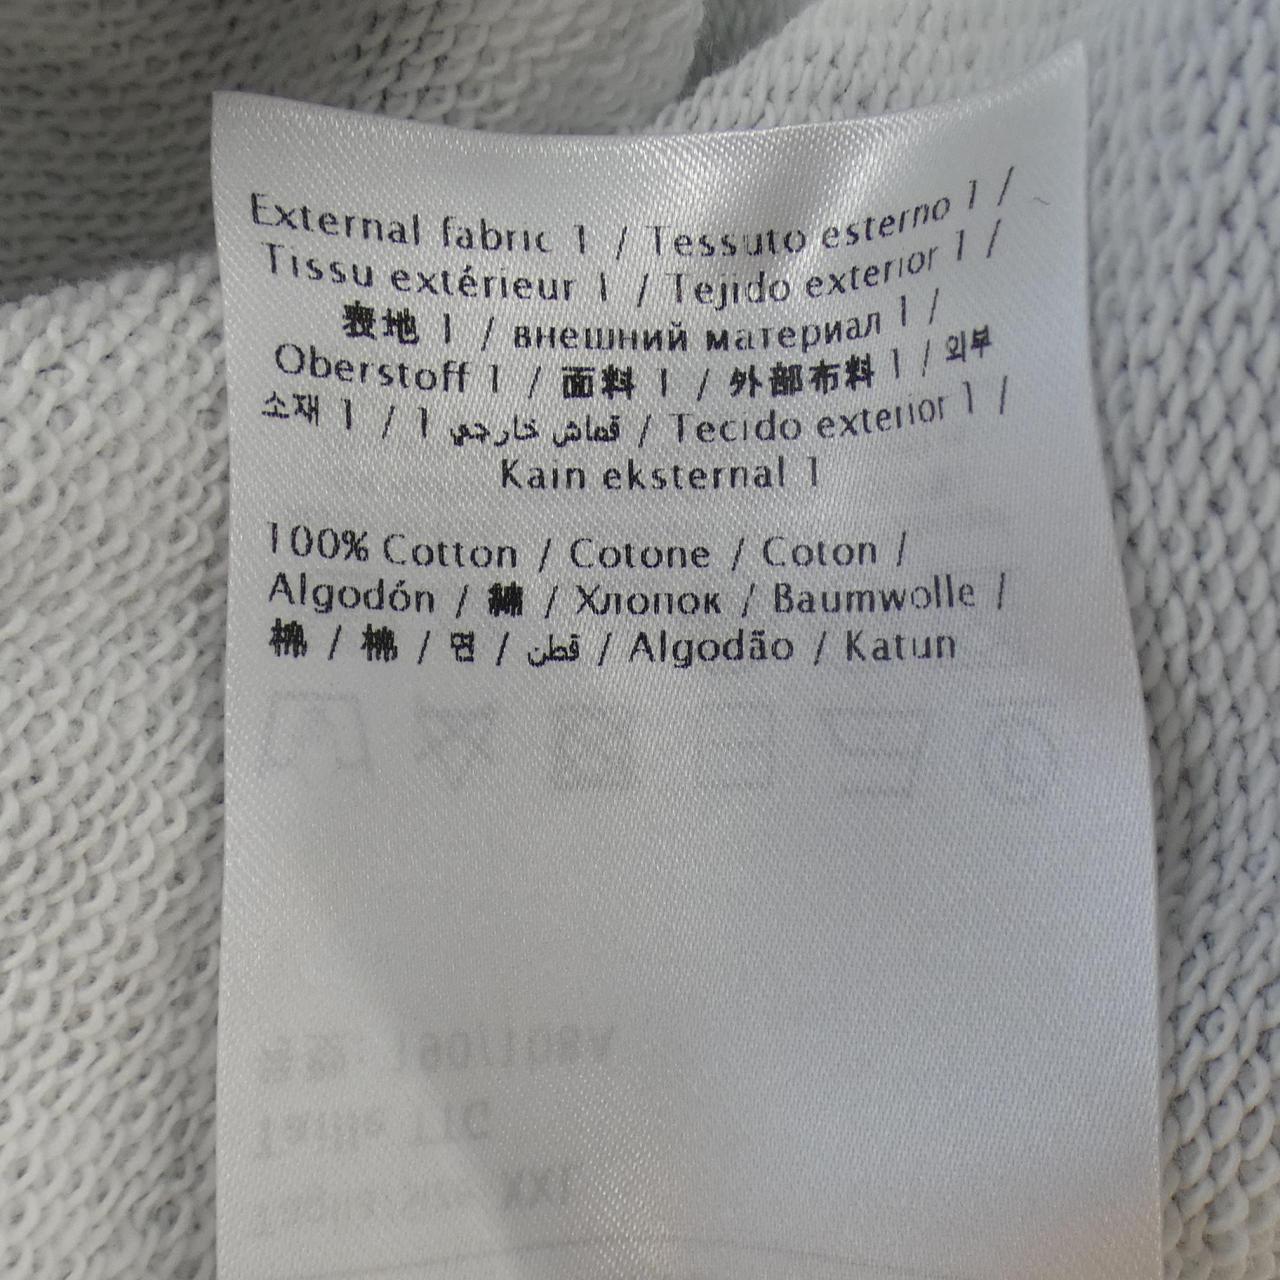 External fabric 1 / Tessuto esterno 1 /
Tissu extérieur 1 / Tejido exterior 1 /
表地 1 / внешний материал 1 /
Oberstoff 1 / 面料 1 / 外部布料 1 / 외부
소재 1 / قماش خارجي 1 / Tecido exterior 1 /
Kain eksternal 1
100% Cotton / Cotone / Coton /
Algodón / 綿 / Хлопок / Baumwolle /
棉 / 棉 / 면 / قطن / Algodão / Katun